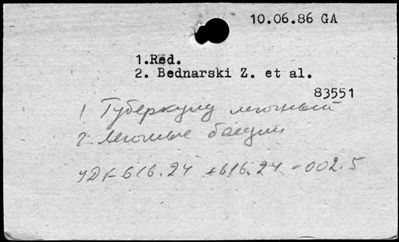 10.06.86 GA
1.Red.
2. Bednarski Z. et al.
83551
1 Туберкулез легочный
2. легочные
УДК 616.24 +616.24.-002.5